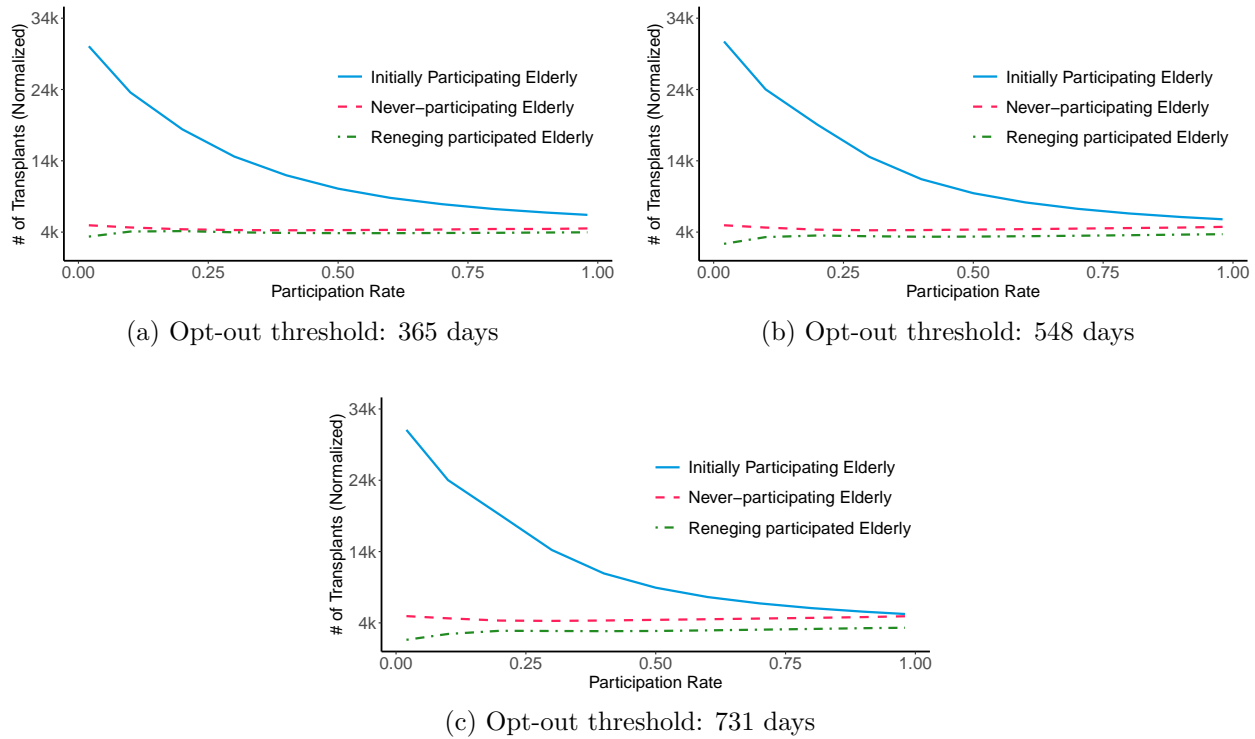 # of Transplants (Normalized)
34k
24k
14k
4k
Initially Participating Elderly
Never−participating Elderly
Reneging participated Elderly
0.00 0.25 0.50 0.75 1.00
Participation Rate
(a) Opt-out threshold: 365 days
# of Transplants (Normalized)
34k
24k
14k
4k
Initially Participating Elderly
Never−participating Elderly
Reneging participated Elderly
0.00 0.25 0.50 0.75 1.00
Participation Rate
(b) Opt-out threshold: 548 days
# of Transplants (Normalized)
34k
24k
14k
4k
Initially Participating Elderly
Never−participating Elderly
Reneging participated Elderly
0.00 0.25 0.50 0.75 1.00
Participation Rate
(c) Opt-out threshold: 731 days